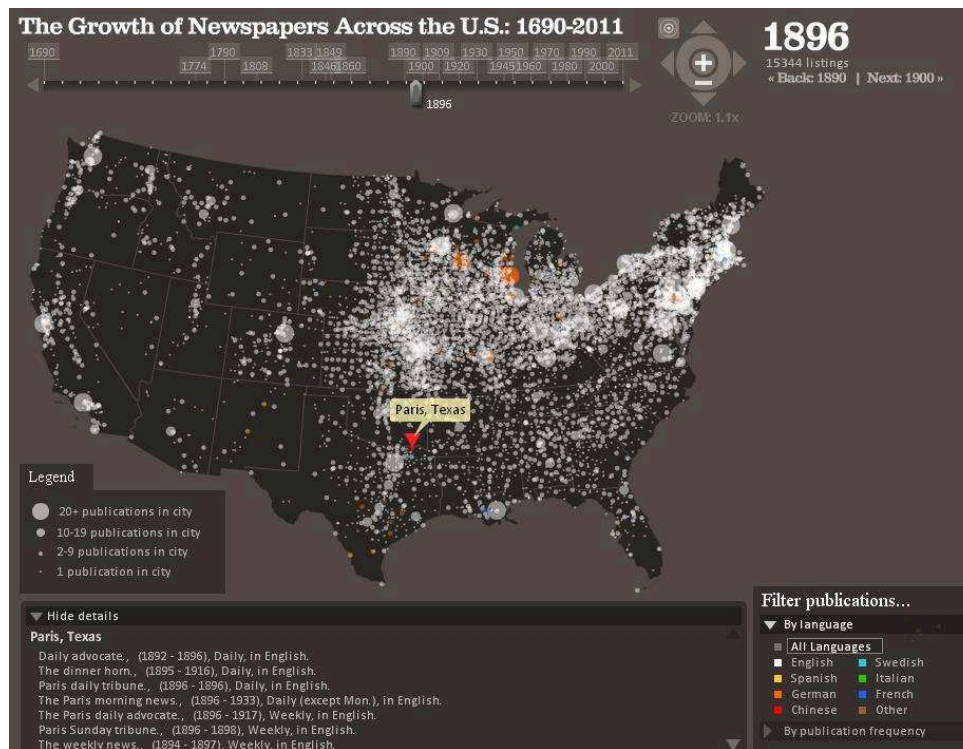 The Growth of Newspapers Across the U.S.: 1690-2011
1690 1790 1833 1849 1890 1909 1930 1950 1970 1990 2011
1774 1808 1846 1860 1900 1920 1945 1960 1980 2000
1896
1896
15344 listings
« Back: 1890 | Next: 1900 »
ZOOM: 1.1x
Paris, Texas
Legend
20+ publications in city
10-19 publications in city
2-9 publications in city
1 publication in city
Hide details
Paris, Texas
Daily advocate., (1892 - 1896), Daily, in English.
The dinner horn., (1895 - 1916), Daily, in English.
Paris daily tribune., (1896 - 1896), Daily, in English.
The Paris morning news., (1896 - 1933), Daily (except Mon.), in English.
The Paris daily advocate., (1896 - 1917), Weekly, in English.
Paris Sunday tribune., (1896 - 1898), Weekly, in English.
The weekly news., (1894 - 1897), Weekly, in English.
Filter publications...
By language
All Languages
English Swedish
Spanish Italian
German French
Chinese Other
By publication frequency